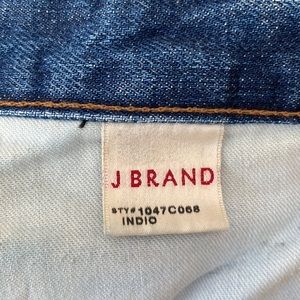 J BRAND
STY# 1047C068
INDIO